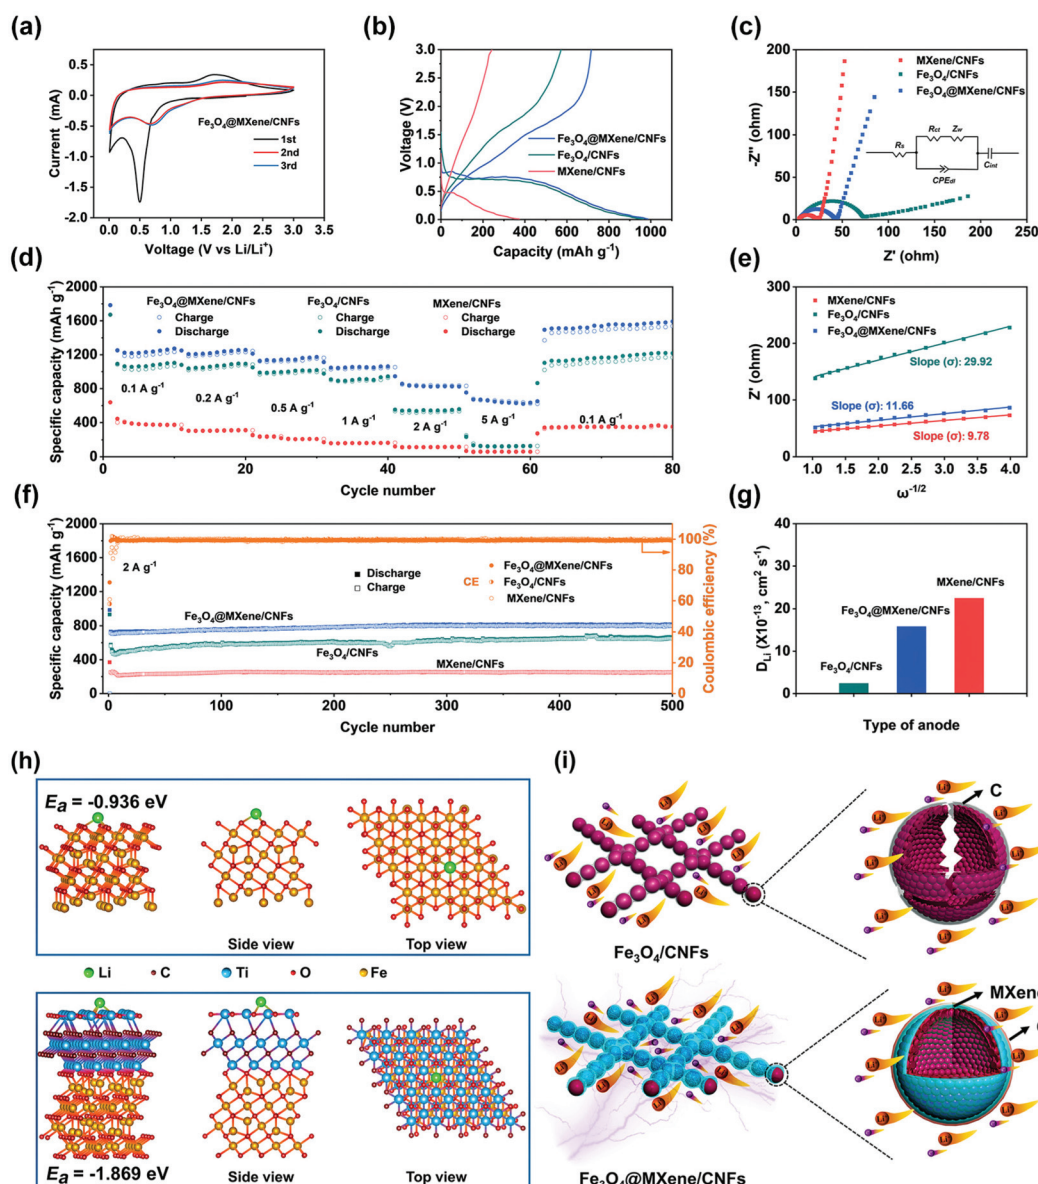 (a)
0.5
0.0
-0.5
-1.0
-1.5
-2.0
Current (mA)
Fe₃O₄@MXene/CNFs
1st
2nd
3rd
0.0 0.5 1.0 1.5 2.0 2.5 3.0
Voltage (V vs Li/Li⁺)
(b)
3.0
2.5
2.0
1.5
1.0
0.5
0.0
Voltage (V)
Fe₃O₄@MXene/CNFs
Fe₃O₄/CNFs
MXene/CNFs
0 200 400 600 800 1000
Capacity (mAh g⁻¹)
(c)
200
150
100
50
0
-Z'' (ohm)
MXene/CNFs
Fe₃O₄/CNFs
Fe₃O₄@MXene/CNFs
Rs
Rct Zw
CPEdl
Cint
0 50 100 150 200 250
Z' (ohm)
(d)
2000
1600
1200
800
400
0
Specific capacity (mAh g⁻¹)
Fe₃O₄@MXene/CNFs Fe₃O₄/CNFs MXene/CNFs
Charge Charge Charge
Discharge Discharge Discharge
0.1 A g⁻¹
0.2 A g⁻¹
0.5 A g⁻¹
1 A g⁻¹
2 A g⁻¹
5 A g⁻¹
0.1 A g⁻¹
0 20 40 60 80
Cycle number
(e)
300
200
100
0
Z' (ohm)
MXene/CNFs
Fe₃O₄/CNFs
Fe₃O₄@MXene/CNFs
Slope (σ): 29.92
Slope (σ): 11.66
Slope (σ): 9.78
1.0 1.5 2.0 2.5 3.0 3.5 4.0
ω⁻¹/²
(f)
2000
1600
1200
800
400
0
Specific capacity (mAh g⁻¹)
2 A g⁻¹
Discharge
Charge
CE
Fe₃O₄@MXene/CNFs
Fe₃O₄/CNFs
MXene/CNFs
Fe₃O₄@MXene/CNFs
Fe₃O₄/CNFs
MXene/CNFs
100
80
60
40
20
0
Coulombic efficiency (%)
0 100 200 300 400 500
Cycle number
(g)
40
30
20
10
0
D_Li (X10⁻¹³, cm² s⁻¹)
Fe₃O₄/CNFs
Fe₃O₄@MXene/CNFs
MXene/CNFs
Type of anode
(h)
Eₐ = -0.936 eV
Side view
Top view
Li C Ti O Fe
Eₐ = -1.869 eV
Side view
Top view
(i)
Fe₃O₄/CNFs
C
Fe₃O₄@MXene/CNFs
MXene